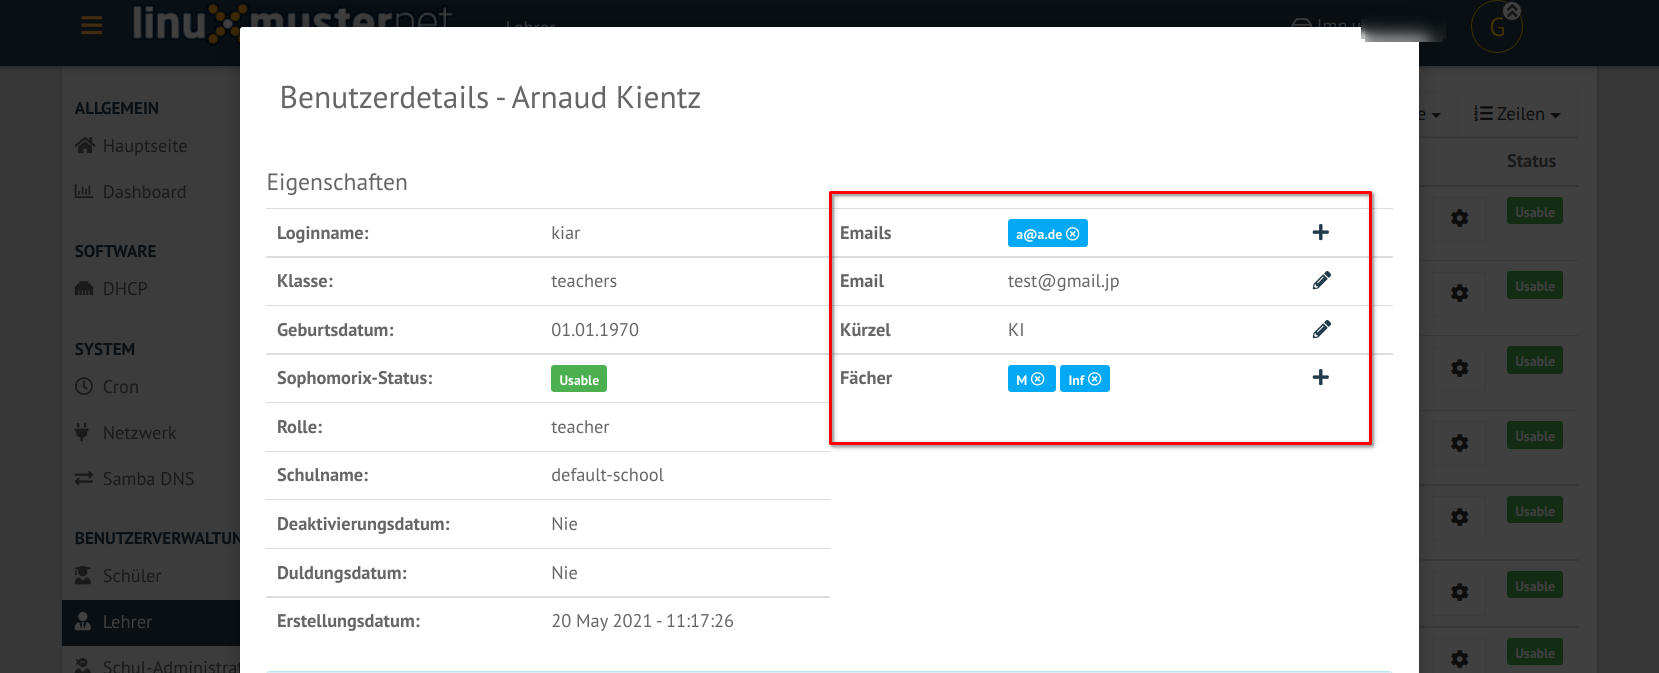 linuxmusternet
Lehrer
G
ALLGEMEIN
Hauptseite
Dashboard
SOFTWARE
DHCP
SYSTEM
Cron
Netzwerk
Samba DNS
BENUTZERVERWALTUN
Schüler
Lehrer
Schul-Administrat
Benutzerdetails - Arnaud Kientz
Eigenschaften
Loginname: kiar
Klasse: teachers
Geburtsdatum: 01.01.1970
Sophomorix-Status: Usable
Rolle: teacher
Schulname: default-school
Deaktivierungsdatum: Nie
Duldungsdatum: Nie
Erstellungsdatum: 20 May 2021 - 11:17:26
Emails a@a.de
Email test@gmail.jp
Kürzel KI
Fächer M Inf
e Zeilen
Status
Usable
Usable
Usable
Usable
Usable
Usable
Usable